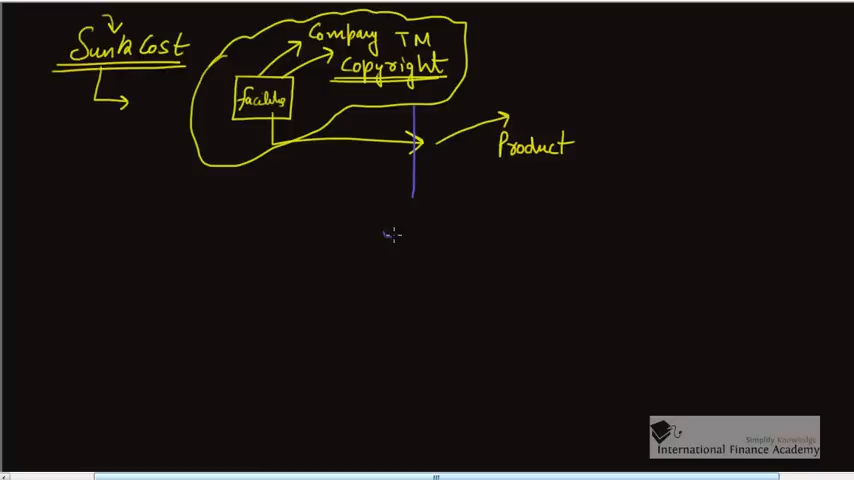 Sunk Cost
Company TM
Copyright
facility
Product
Simplify Knowledge
International Finance Academy